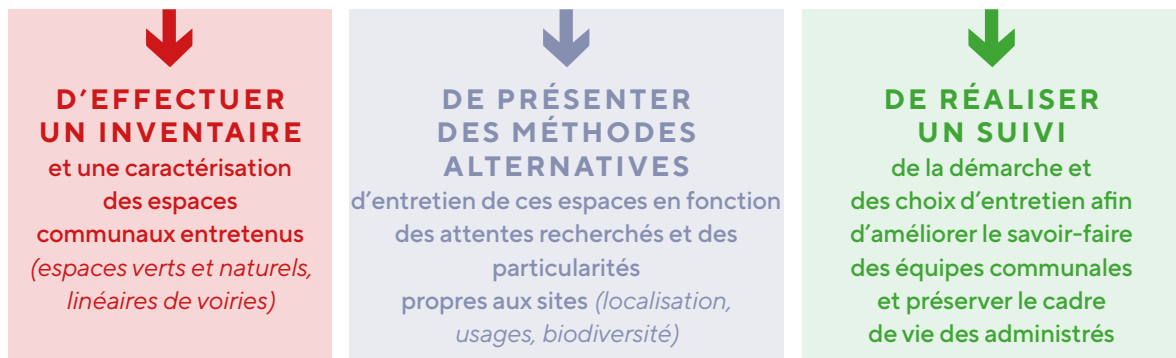 D’EFFECTUER
UN INVENTAIRE
et une caractérisation
des espaces
communaux entretenus
(espaces verts et naturels,
linéaires de voiries)
DE PRÉSENTER
DES MÉTHODES
ALTERNATIVES
d’entretien de ces espaces en fonction
des attentes recherchés et des
particularités
propres aux sites (localisation,
usages, biodiversité)
DE RÉALISER
UN SUIVI
de la démarche et
des choix d’entretien afin
d’améliorer le savoir-faire
des équipes communales
et préserver le cadre
de vie des administrés